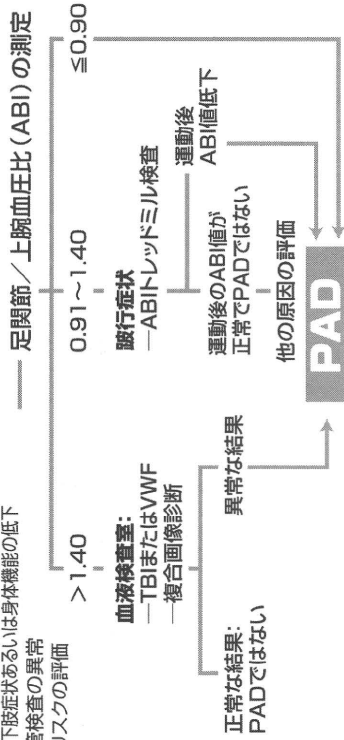 下肢症状あるいは身体機能の低下
管検査の異常
リスクの評価
足関節／上腕血圧比（ABI）の測定
>1.40
0.91～1.40
≦0.90
血液検査室：
―TBIまたはVWF
―複合画像診断
跛行症状
―ABIトレッドミル検査
正常な結果：
PADではない
異常な結果
運動後のABI値が
正常でPADではない
運動後
ABI値低下
他の原因の評価
PAD